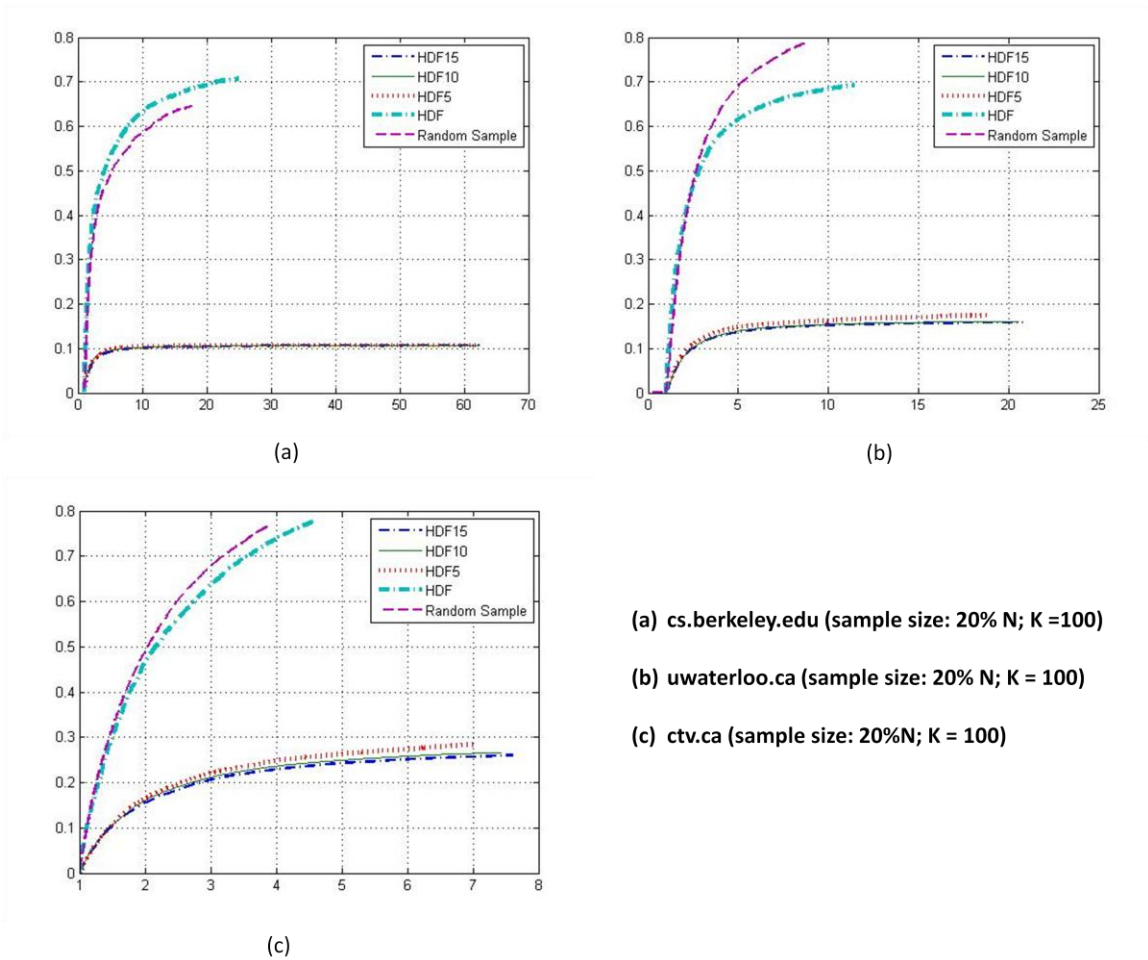 0.8
0.7
0.6
0.5
0.4
0.3
0.2
0.1
0
0 10 20 30 40 50 60 70
HDF15
HDF10
HDF5
HDF
Random Sample
(a)
0.8
0.7
0.6
0.5
0.4
0.3
0.2
0.1
0
0 5 10 15 20 25
HDF15
HDF10
HDF5
HDF
Random Sample
(b)
0.8
0.7
0.6
0.5
0.4
0.3
0.2
0.1
0
1 2 3 4 5 6 7 8
HDF15
HDF10
HDF5
HDF
Random Sample
(c)
(a) cs.berkeley.edu (sample size: 20% N; K =100)
(b) uwaterloo.ca (sample size: 20% N; K = 100)
(c) ctv.ca (sample size: 20%N; K = 100)